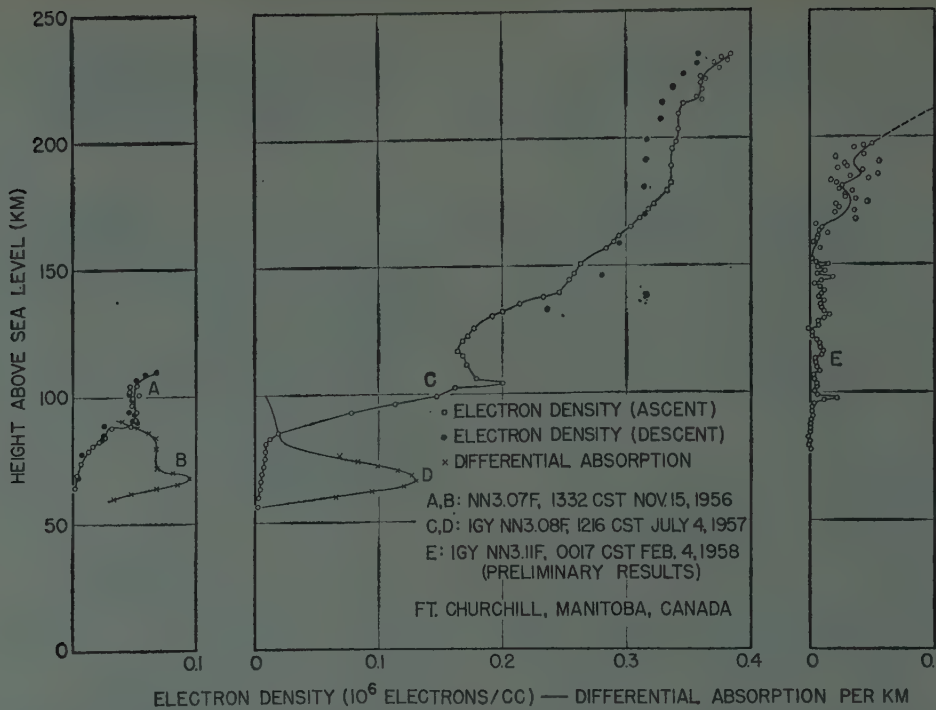 250
200
150
100
50
0
HEIGHT ABOVE SEA LEVEL (KM)
A
B
C
D
E
○ ELECTRON DENSITY (ASCENT)
● ELECTRON DENSITY (DESCENT)
× DIFFERENTIAL ABSORPTION
A,B: NN3.07F, 1332 CST NOV. 15, 1956
C,D: IGY NN3.08F, 1216 CST JULY 4, 1957
E: IGY NN3.11F, 0017 CST FEB. 4, 1958
(PRELIMINARY RESULTS)
FT. CHURCHILL, MANITOBA, CANADA
0.1 0 0.1 0.2 0.3 0.4 0 0.
ELECTRON DENSITY (10⁶ ELECTRONS/CC) — DIFFERENTIAL ABSORPTION PER KM